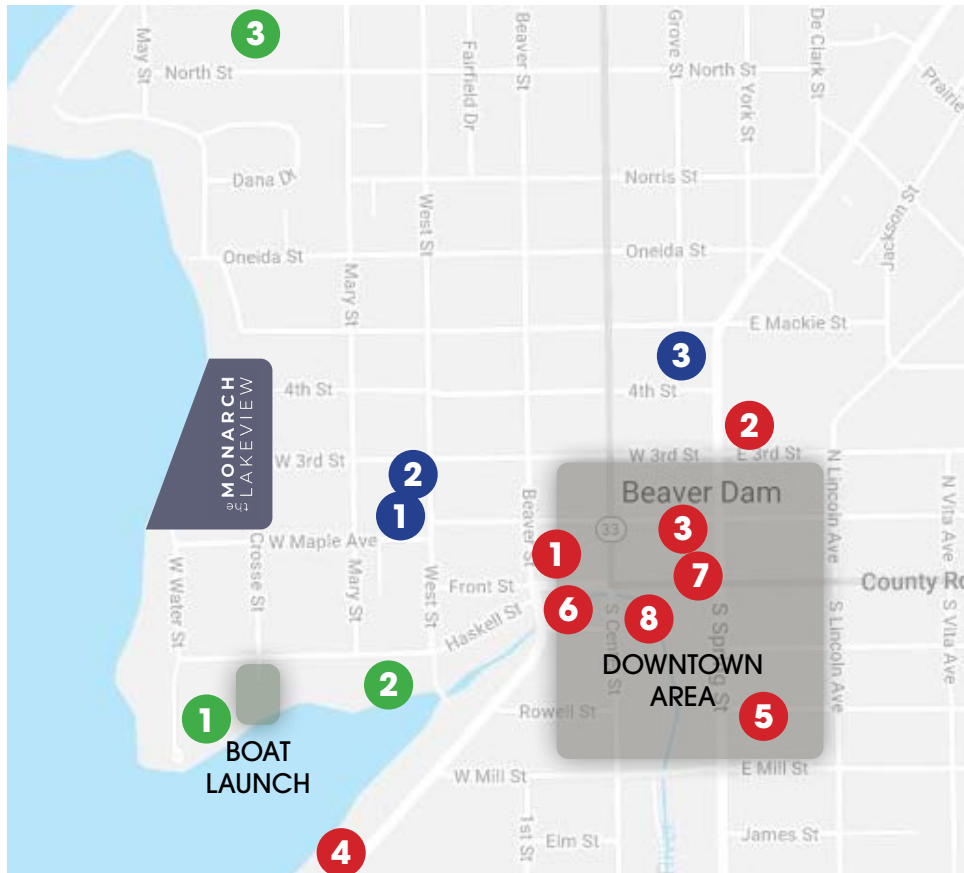 3
May St
North St
Fairfield Dr
Beaver St
Grove St
North St
York St
De Clark St
Prairie
Dana Dr
Norris St
West St
Oneida St
Oneida St
Jackson St
Mary St
E Mackie St
3
4th St
4th St
the MONARCH
LAKEVIEW
2
W 3rd St
W 3rd St
E 3rd St
2
N Lincoln Ave
N Vita Ave
Beaver Dam
1
Beaver St
33
3
W Maple Ave
1
7
Crosse St
Mary St
West St
Front St
Haskell St
County Ro
W Water St
6
8
S Cent St
S Spring St
S Lincoln Ave
S Vita Ave
DOWNTOWN
AREA
2
1
5
Rowell St
BOAT
LAUNCH
W Mill St
E Mill St
4
1st St
Elm St
James St